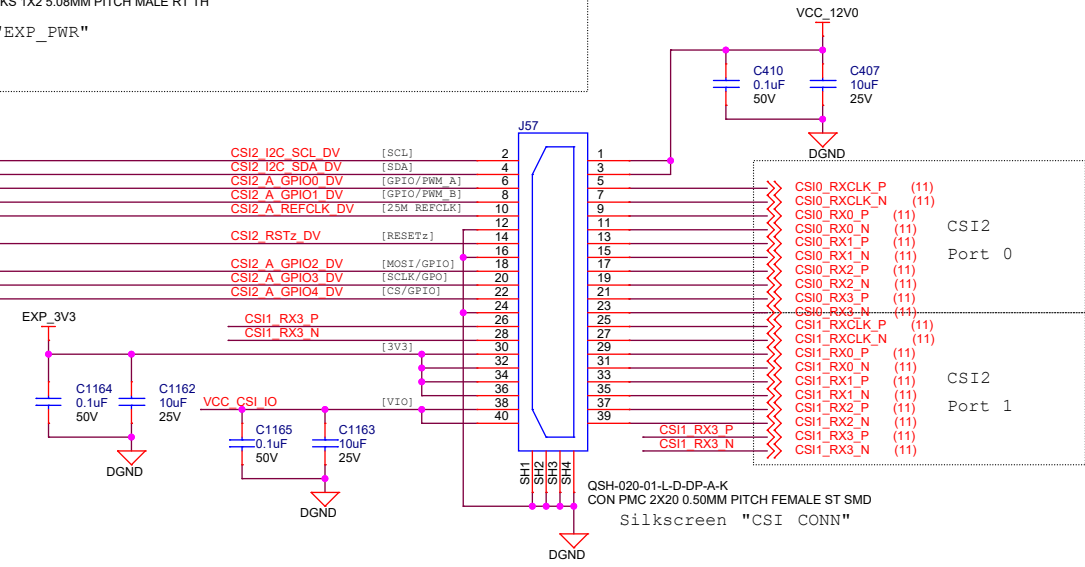 KS 1X2 5.08MM PITCH MALE RT TH
"EXP_PWR"
VCC_12V0
C410
0.1uF
50V
C407
10uF
25V
DGND
J57
CSI2_I2C_SCL_DV [SCL] 2 1
CSI2_I2C_SDA_DV [SDA] 4 3
CSI2_A_GPIO0_DV [GPIO/PWM_A] 6 5 CSI0_RXCLK_P (11)
CSI2_A_GPIO1_DV [GPIO/PWM_B] 8 7 CSI0_RXCLK_N (11)
CSI2_A_REFCLK_DV [25M REFCLK] 10 9 CSI0_RX0_P (11)
12 11 CSI0_RX0_N (11)
CSI2_RSTz_DV [RESETz] 14 13 CSI0_RX1_P (11)
16 15 CSI0_RX1_N (11)
CSI2_A_GPIO2_DV [MOSI/GPIO] 18 17 CSI0_RX2_P (11)
CSI2_A_GPIO3_DV [SCLK/GPO] 20 19 CSI0_RX2_N (11)
CSI2_A_GPIO4_DV [CS/GPIO] 22 21 CSI0_RX3_P (11)
24 23 CSI0_RX3_N (11)
CSI1_RX3_P 26 25 CSI1_RXCLK_P (11)
CSI1_RX3_N 28 27 CSI1_RXCLK_N (11)
[3V3] 30 29 CSI1_RX0_P (11)
32 31 CSI1_RX0_N (11)
34 33 CSI1_RX1_P (11)
36 35 CSI1_RX1_N (11)
VCC_CSI_IO [VIO] 38 37 CSI1_RX2_P (11)
40 39 CSI1_RX2_N (11)
CSI1_RX3_P CSI1_RX3_P (11)
CSI1_RX3_N CSI1_RX3_N (11)
CSI2
Port 0
CSI2
Port 1
EXP_3V3
C1164
0.1uF
50V
C1162
10uF
25V
DGND
C1165
0.1uF
50V
C1163
10uF
25V
DGND
SH1
SH2
SH3
SH4
QSH-020-01-L-D-DP-A-K
CON PMC 2X20 0.50MM PITCH FEMALE ST SMD
Silkscreen "CSI CONN"
DGND